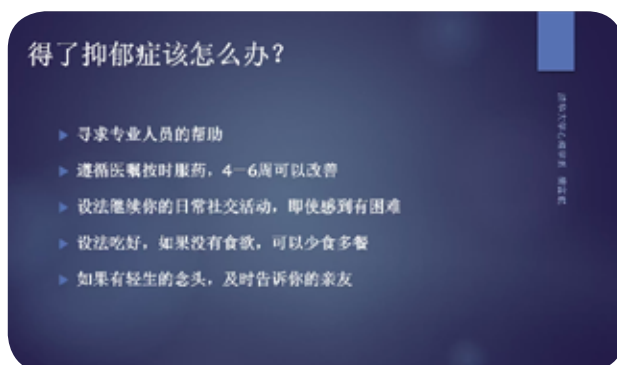 得了抑郁症该怎么办？
寻求专业人员的帮助
遵循医嘱按时服药，4－6周可以改善
设法继续你的日常社交活动，即使感到有困难
设法吃好，如果没有食欲，可以少食多餐
如果有轻生的念头，及时告诉你的亲友